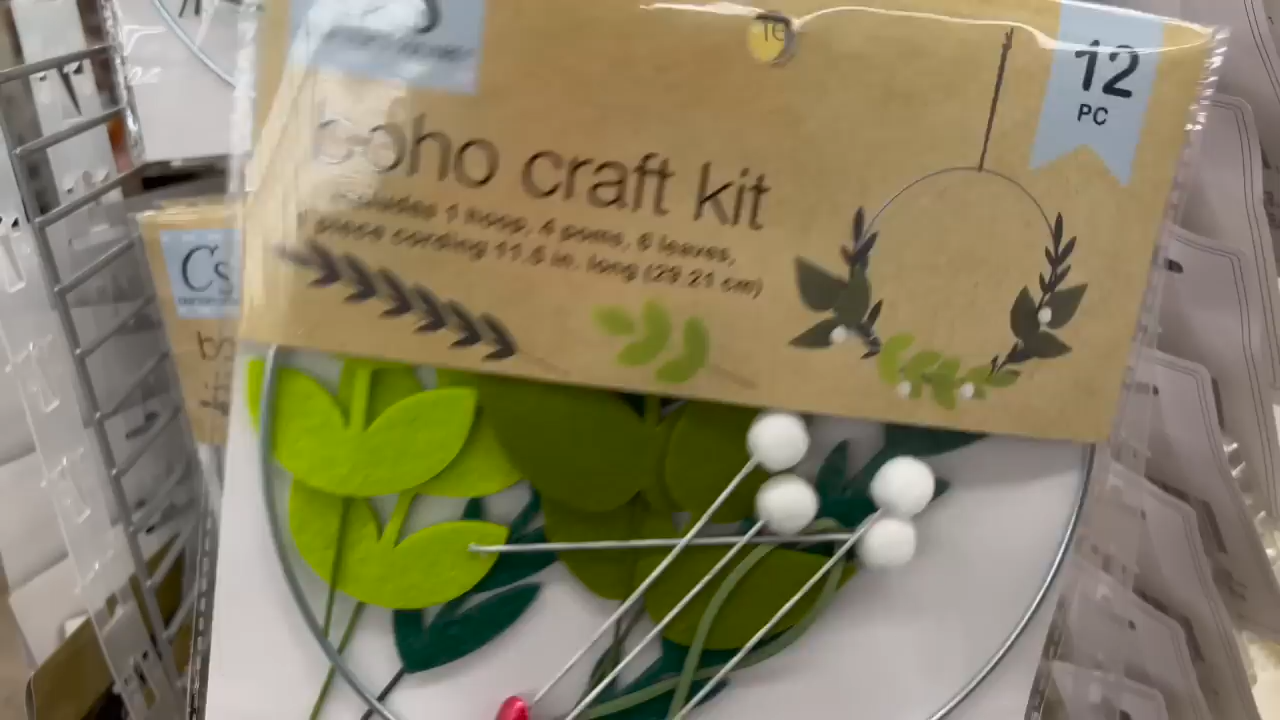 12
PC
boho craft kit
includes 1 hoop, 4 poms, 6 leaves,
1 piece cording 11.5 in. long (29.21 cm)
Cs